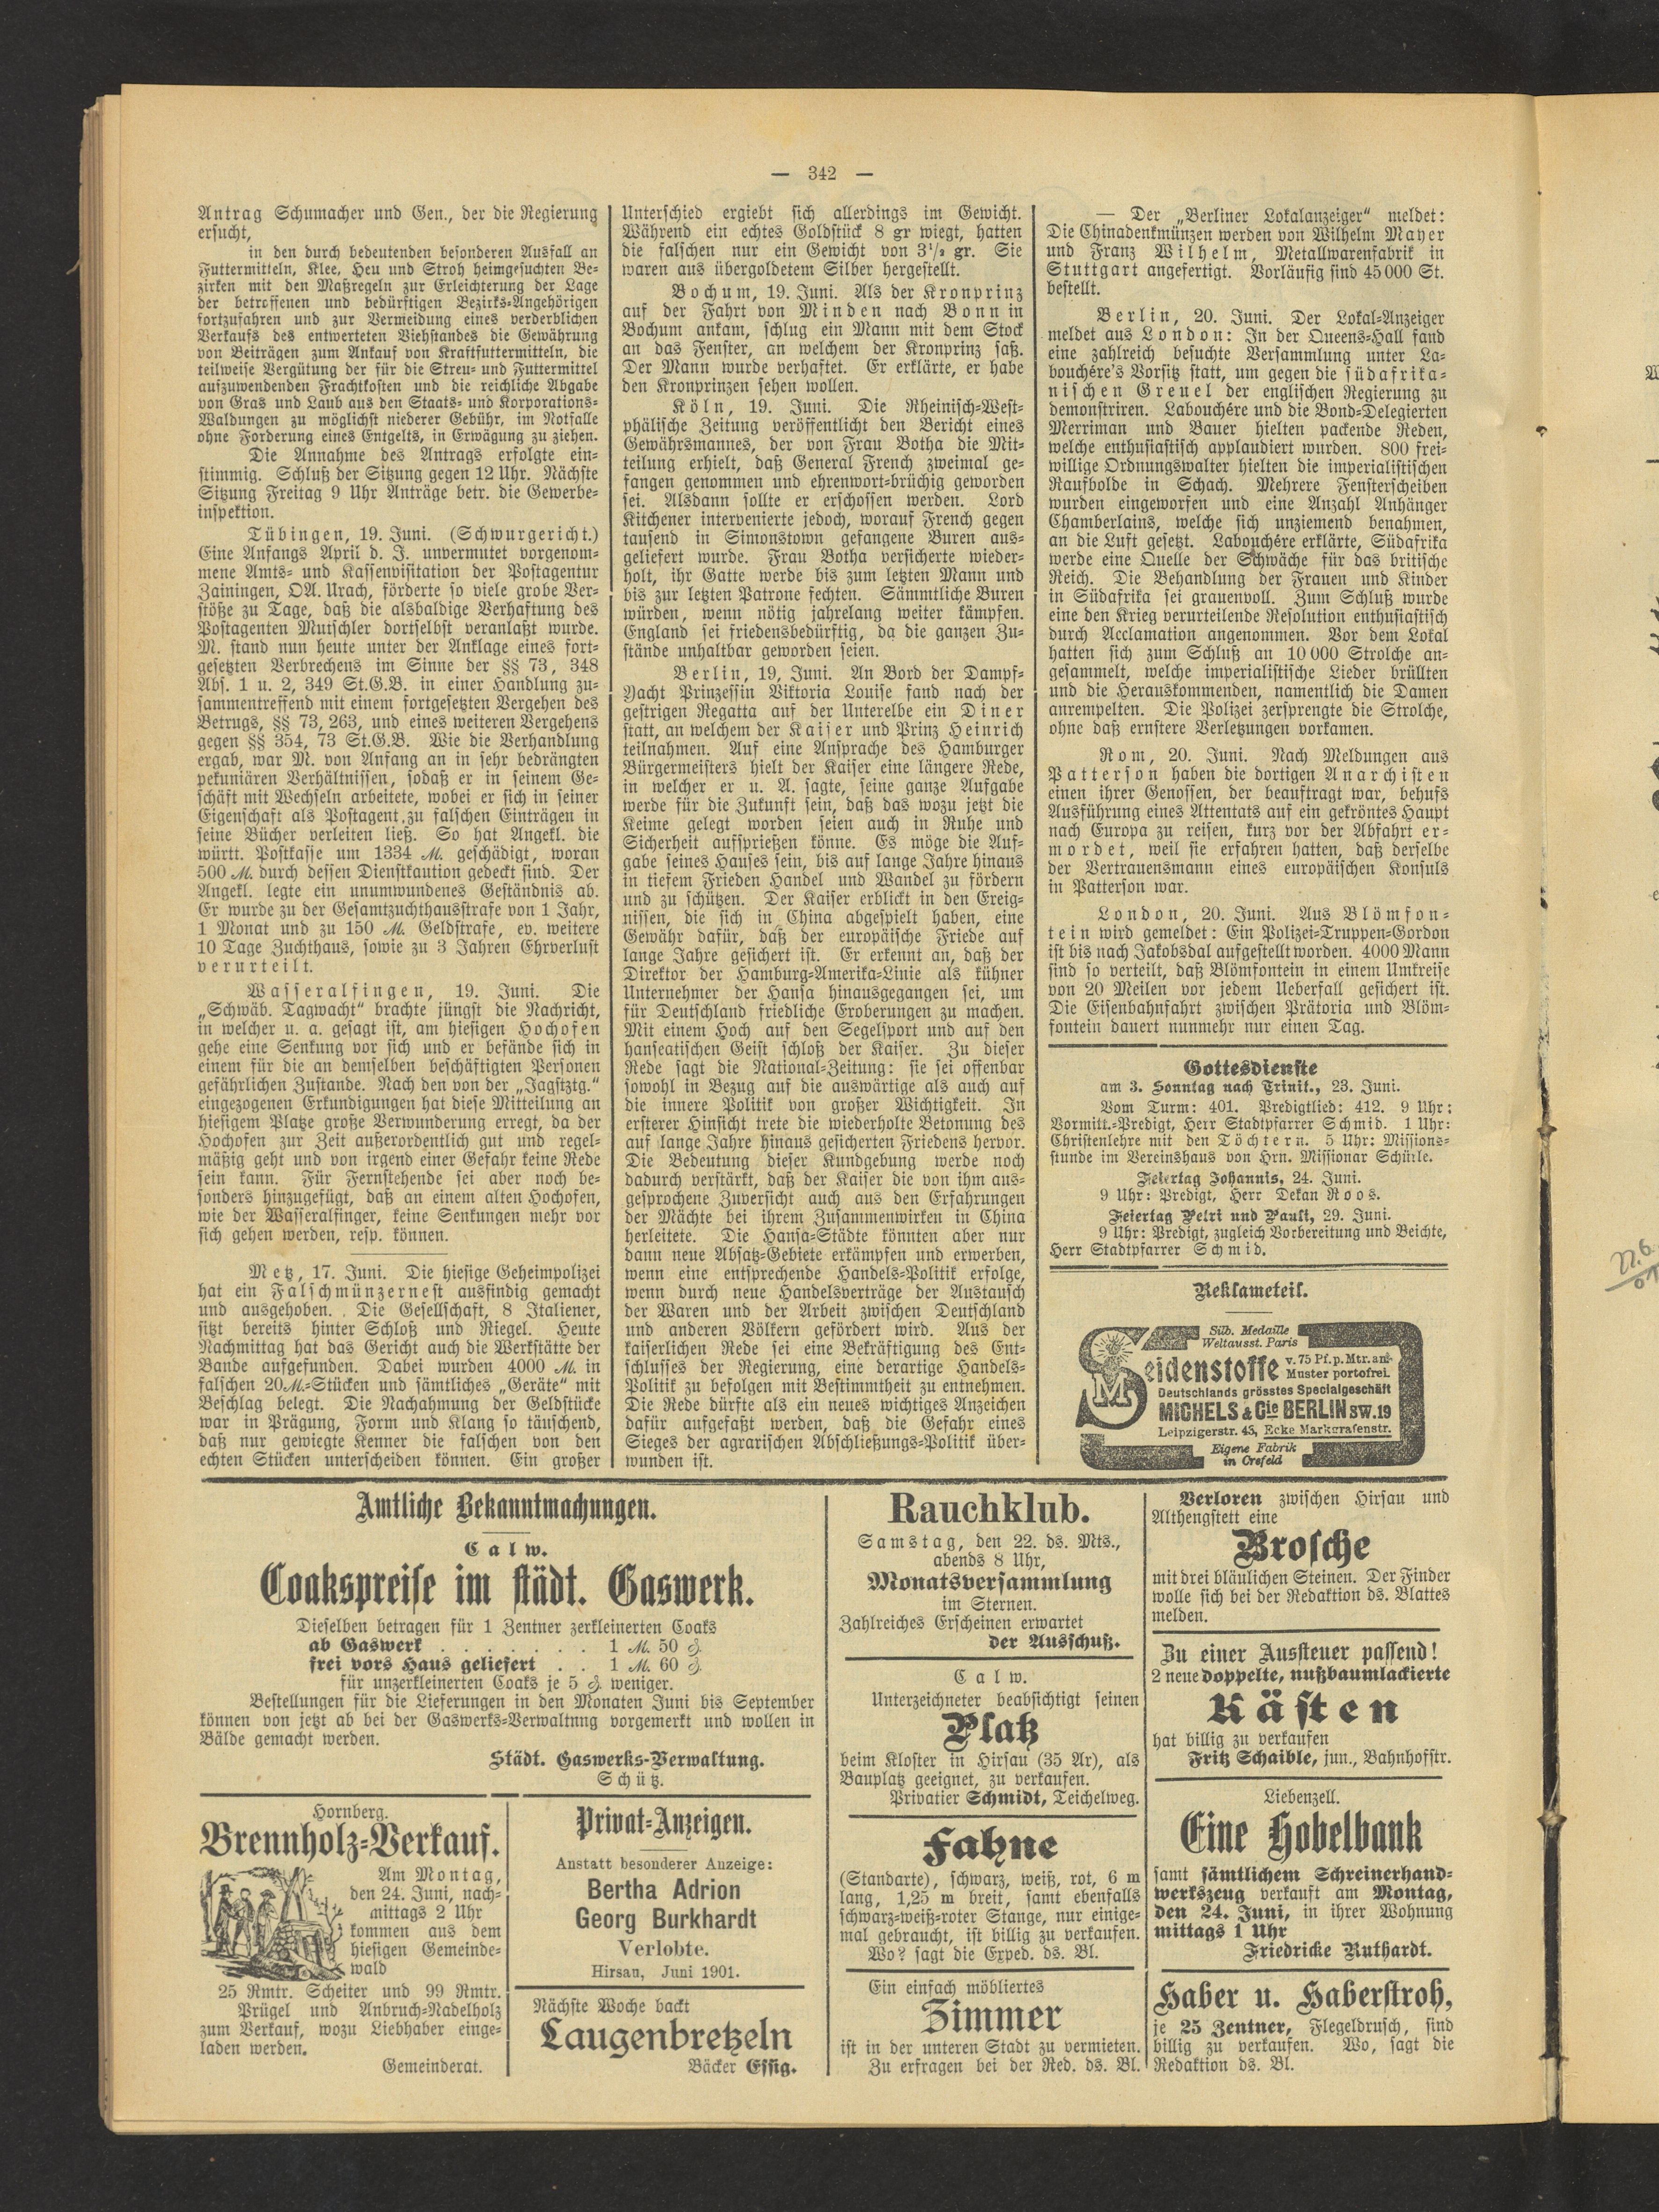 — 342 —
Antrag Schumacher und Gen., der die Regierung
ersucht,
in den durch bedeutenden besonderen Ausfall an
Futtermitteln, Klee, Heu und Stroh heimgesuchten Be-
zirken mit den Maßregeln zur Erleichterung der Lage
der betroffenen und bedürftigen Bezirks-Angehörigen
fortzufahren und zur Vermeidung eines verderblichen
Verkaufs des entwerteten Viehstandes die Gewährung
von Beiträgen zum Ankauf von Kraftfuttermitteln, die
teilweise Vergütung der für die Streu- und Futtermittel
aufzuwendenden Frachtkosten und die reichliche Abgabe
von Gras und Laub aus den Staats- und Korporations-
Waldungen zu möglichst niederer Gebühr, im Notfalle
ohne Forderung eines Entgelts, in Erwägung zu ziehen.
Die Annahme des Antrags erfolgte ein-
stimmig. Schluß der Sitzung gegen 12 Uhr. Nächste
Sitzung Freitag 9 Uhr Anträge betr. die Gewerbe-
inspektion.
Tübingen, 19. Juni. (Schwurgericht.)
Eine Anfangs April d. J. unvermutet vorgenom-
mene Amts- und Kassenvisitation der Postagentur
Zainingen, OA. Urach, förderte so viele grobe Ver-
stöße zu Tage, daß die alsbaldige Verhaftung des
Postagenten Mutschler dortselbst veranlaßt wurde.
M. stand nun heute unter der Anklage eines fort-
gesetzten Verbrechens im Sinne der §§ 73, 348
Abs. 1 u. 2, 349 St.G.B. in einer Handlung zu-
sammentreffend mit einem fortgesetzten Vergehen des
Betrugs, §§ 73, 263, und eines weiteren Vergehens
gegen §§ 354, 73 St.G.B. Wie die Verhandlung
ergab, war M. von Anfang an in sehr bedrängten
pekuniären Verhältnissen, sodaß er in seinem Ge-
schäft mit Wechseln arbeitete, wobei er sich in seiner
Eigenschaft als Postagent zu falschen Einträgen in
seine Bücher verleiten ließ. So hat Angekl. die
württ. Postkasse um 1334 M. geschädigt, woran
500 M. durch dessen Dienstkaution gedeckt sind. Der
Angekl. legte ein unumwundenes Geständnis ab.
Er wurde zu der Gesamtzuchthausstrafe von 1 Jahr,
1 Monat und zu 150 M. Geldstrafe, ev. weitere
10 Tage Zuchthaus, sowie zu 3 Jahren Ehrverlust
verurteilt.
Wasseralfingen, 19. Juni. Die
„Schwäb. Tagwacht“ brachte jüngst die Nachricht,
in welcher u. a. gesagt ist, am hiesigen Hochofen
gehe eine Senkung vor sich und er befände sich in
einem für die an demselben beschäftigten Personen
gefährlichen Zustande. Nach den von der „Jagstztg.“
eingezogenen Erkundigungen hat diese Mitteilung an
hiesigem Platze große Verwunderung erregt, da der
Hochofen zur Zeit außerordentlich gut und regel-
mäßig geht und von irgend einer Gefahr keine Rede
sein kann. Für Fernstehende sei aber noch be-
sonders hinzugefügt, daß an einem alten Hochofen,
wie der Wasseralfinger, keine Senkungen mehr vor
sich gehen werden, resp. können.
Metz, 17. Juni. Die hiesige Geheimpolizei
hat ein Falschmünzernest ausfindig gemacht
und ausgehoben. Die Gesellschaft, 8 Italiener,
sitzt bereits hinter Schloß und Riegel. Heute
Nachmittag hat das Gericht auch die Werkstätte der
Bande aufgefunden. Dabei wurden 4000 M. in
falschen 20M.-Stücken und sämtliches „Geräte“ mit
Beschlag belegt. Die Nachahmung der Geldstücke
war in Prägung, Form und Klang so täuschend,
daß nur gewiegte Kenner die falschen von den
echten Stücken unterscheiden können. Ein großer
Unterschied ergiebt sich allerdings im Gewicht.
Während ein echtes Goldstück 8 gr wiegt, hatten
die falschen nur ein Gewicht von 3½ gr. Sie
waren aus übergoldetem Silber hergestellt.
Bochum, 19. Juni. Als der Kronprinz
auf der Fahrt von Minden nach Bonn in
Bochum ankam, schlug ein Mann mit dem Stock
an das Fenster, an welchem der Kronprinz saß.
Der Mann wurde verhaftet. Er erklärte, er habe
den Kronprinzen sehen wollen.
Köln, 19. Juni. Die Rheinisch-West-
phälische Zeitung veröffentlicht den Bericht eines
Gewährsmannes, der von Frau Botha die Mit-
teilung erhielt, daß General French zweimal ge-
fangen genommen und ehrenwort-brüchig geworden
sei. Alsdann sollte er erschossen werden. Lord
Kitchener intervenierte jedoch, worauf French gegen
tausend in Simonstown gefangene Buren aus-
geliefert wurde. Frau Botha versicherte wieder-
holt, ihr Gatte werde bis zum letzten Mann und
bis zur letzten Patrone fechten. Sämmtliche Buren
würden, wenn nötig jahrelang weiter kämpfen.
England sei friedensbedürftig, da die ganzen Zu-
stände unhaltbar geworden seien.
Berlin, 19, Juni. An Bord der Dampf-
Yacht Prinzessin Viktoria Louise fand nach der
gestrigen Regatta auf der Unterelbe ein Diner
statt, an welchem der Kaiser und Prinz Heinrich
teilnahmen. Auf eine Ansprache des Hamburger
Bürgermeisters hielt der Kaiser eine längere Rede,
in welcher er u. A. sagte, seine ganze Aufgabe
werde für die Zukunft sein, daß das wozu jetzt die
Keime gelegt worden seien auch in Ruhe und
Sicherheit aufsprießen könne. Es möge die Auf-
gabe seines Hauses sein, bis auf lange Jahre hinaus
in tiefem Frieden Handel und Wandel zu fördern
und zu schützen. Der Kaiser erblickt in den Ereig-
nissen, die sich in China abgespielt haben, eine
Gewähr dafür, daß der europäische Friede auf
lange Jahre gesichert ist. Er erkennt an, daß der
Direktor der Hamburg-Amerika-Linie als kühner
Unternehmer der Hansa hinausgegangen sei, um
für Deutschland friedliche Eroberungen zu machen.
Mit einem Hoch auf den Segelsport und auf den
hanseatischen Geist schloß der Kaiser. Zu dieser
Rede sagt die National-Zeitung: sie sei offenbar
sowohl in Bezug auf die auswärtige als auch auf
die innere Politik von großer Wichtigkeit. In
ersterer Hinsicht trete die wiederholte Betonung des
auf lange Jahre hinaus gesicherten Friedens hervor.
Die Bedeutung dieser Kundgebung werde noch
dadurch verstärkt, daß der Kaiser die von ihm aus-
gesprochene Zuversicht auch aus den Erfahrungen
der Mächte bei ihrem Zusammenwirken in China
herleitete. Die Hansa-Städte könnten aber nur
dann neue Absatz-Gebiete erkämpfen und erwerben,
wenn eine entsprechende Handels-Politik erfolge,
wenn durch neue Handelsverträge der Austausch
der Waren und der Arbeit zwischen Deutschland
und anderen Völkern gefördert wird. Aus der
kaiserlichen Rede sei eine Bekräftigung des Ent-
schlusses der Regierung, eine derartige Handels-
Politik zu befolgen mit Bestimmtheit zu entnehmen.
Die Rede dürfte als ein neues wichtiges Anzeichen
dafür aufgefaßt werden, daß die Gefahr eines
Sieges der agrarischen Abschließungs-Politik über-
wunden ist.
— Der „Berliner Lokalanzeiger“ meldet:
Die Chinadenkmünzen werden von Wilhelm Mayer
und Franz Wilhelm, Metallwarenfabrik in
Stuttgart angefertigt. Vorläufig sind 45000 St.
bestellt.
Berlin, 20. Juni. Der Lokal-Anzeiger
meldet aus London: In der Queens-Hall fand
eine zahlreich besuchte Versammlung unter La-
bouchére's Vorsitz statt, um gegen die südafrika-
nischen Greuel der englischen Regierung zu
demonstriren. Labouchére und die Bond-Delegierten
Merriman und Bauer hielten packende Reden,
welche enthusiastisch applaudirt wurden. 800 frei-
willige Ordnungswalter hielten die imperialistischen
Raufbolde in Schach. Mehrere Fensterscheiben
wurden eingeworfen und eine Anzahl Anhänger
Chamberlains, welche sich unziemend benahmen,
an die Luft gesetzt. Labouchére erklärte, Südafrika
werde eine Quelle der Schwäche für das britische
Reich. Die Behandlung der Frauen und Kinder
in Südafrika sei grauenvoll. Zum Schluß wurde
eine den Krieg verurteilende Resolution enthusiastisch
durch Acclamation angenommen. Vor dem Lokal
hatten sich zum Schluß an 10000 Strolche an-
gesammelt, welche imperialistische Lieder brüllten
und die Herauskommenden, namentlich die Damen
anrempelten. Die Polizei zersprengte die Strolche,
ohne daß ernstere Verletzungen vorkamen.
Rom, 20. Juni. Nach Meldungen aus
Patterson haben die dortigen Anarchisten
einen ihrer Genossen, der beauftragt war, behufs
Ausführung eines Attentats auf ein gekröntes Haupt
nach Europa zu reisen, kurz vor der Abfahrt er-
mordet, weil sie erfahren hatten, daß derselbe
der Vertrauensmann eines europäischen Konsuls
in Patterson war.
London, 20. Juni. Aus Blömfon-
tein wird gemeldet: Ein Polizei-Truppen-Gordon
ist bis nach Jakobsdal aufgestellt worden. 4000 Mann
sind so verteilt, daß Blömfontein in einem Umkreise
von 20 Meilen vor jedem Ueberfall gesichert ist.
Die Eisenbahnfahrt zwischen Prätoria und Blöm-
fontein dauert nunmehr nur einen Tag.
Gottesdienste
am 3. Sonntag nach Trinit., 23. Juni.
Vom Turm: 401. Predigtlied: 412. 9 Uhr:
Vormitt.-Predigt, Herr Stadtpfarrer Schmid. 1 Uhr:
Christenlehre mit den Töchtern. 5 Uhr: Missions-
stunde im Vereinshaus von Hrn. Missionar Schürle.
Feiertag Johannis, 24. Juni.
9 Uhr: Predigt, Herr Dekan Roos.
Feiertag Petri und Pauli, 29. Juni.
9 Uhr: Predigt, zugleich Vorbereitung und Beichte,
Herr Stadtpfarrer Schmid.
Reklameteil.
Silb. Medaille
Weltausst. Paris
Seidenstoffe v. 75 Pf. p. Mtr. an-
Muster portofrei.
Deutschlands grösstes Specialgeschäft
MICHELS & Cie BERLIN SW.19
Leipzigerstr. 43, Ecke Markgrafenstr.
Eigene Fabrik
in Crefeld
M
Amtliche Bekanntmachungen.
Calw.
Coakspreise im städt. Gaswerk.
Dieselben betragen für 1 Zentner zerkleinerten Coaks
ab Gaswerk . . . . . . . 1 M. 50 ₰
frei vors Haus geliefert . . 1 M. 60 ₰
für unzerkleinerten Coaks je 5 ₰ weniger.
Bestellungen für die Lieferungen in den Monaten Juni bis September
können von jetzt ab bei der Gaswerks-Verwaltnng vorgemerkt und wollen in
Bälde gemacht werden.
Städt. Gaswerks-Verwaltung.
Schütz.
Hornberg.
Brennholz-Verkauf.
Am Montag,
den 24. Juni, nach-
mittags 2 Uhr
kommen aus dem
hiesigen Gemeinde-
wald
25 Rmtr. Scheiter und 99 Rmtr.
Prügel und Anbruch-Nadelholz
zum Verkauf, wozu Liebhaber einge-
laden werden.
Gemeinderat.
Privat-Anzeigen.
Anstatt besonderer Anzeige:
Bertha Adrion
Georg Burkhardt
Verlobte.
Hirsau, Juni 1901.
Nächste Woche backt
Laugenbretzeln
Bäcker Essig.
Rauchklub.
Samstag, den 22. ds. Mts.,
abends 8 Uhr,
Monatsversammlung
im Sternen.
Zahlreiches Erscheinen erwartet
der Ausschuß.
Calw.
Unterzeichneter beabsichtigt seinen
Platz
beim Kloster in Hirsau (35 Ar), als
Bauplatz geeignet, zu verkaufen.
Privatier Schmidt, Teichelweg.
Fahne
(Standarte), schwarz, weiß, rot, 6 m
lang, 1,25 m breit, samt ebenfalls
schwarz-weiß-roter Stange, nur einige-
mal gebraucht, ist billig zu verkaufen.
Wo? sagt die Exped. ds. Bl.
Ein einfach möbliertes
Zimmer
ist in der unteren Stadt zu vermieten.
Zu erfragen bei der Red. ds. Bl.
Verloren zwischen Hirsau und
Althengstett eine
Brosche
mit drei bläulichen Steinen. Der Finder
wolle sich bei der Redaktion ds. Blattes
melden.
Zu einer Aussteuer passend!
2 neue doppelte, nußbaumlackierte
Kästen
hat billig zu verkaufen
Fritz Schaible, jun., Bahnhofstr.
Liebenzell.
Eine Hobelbank
samt sämtlichem Schreinerhand-
werkszeug verkauft am Montag,
den 24. Juni, in ihrer Wohnung
mittags 1 Uhr
Friedricke Ruthardt.
Haber u. Haberstroh,
je 25 Zentner, Flegeldrusch, sind
billig zu verkaufen. Wo, sagt die
Redaktion ds. Bl.
22.6.
01